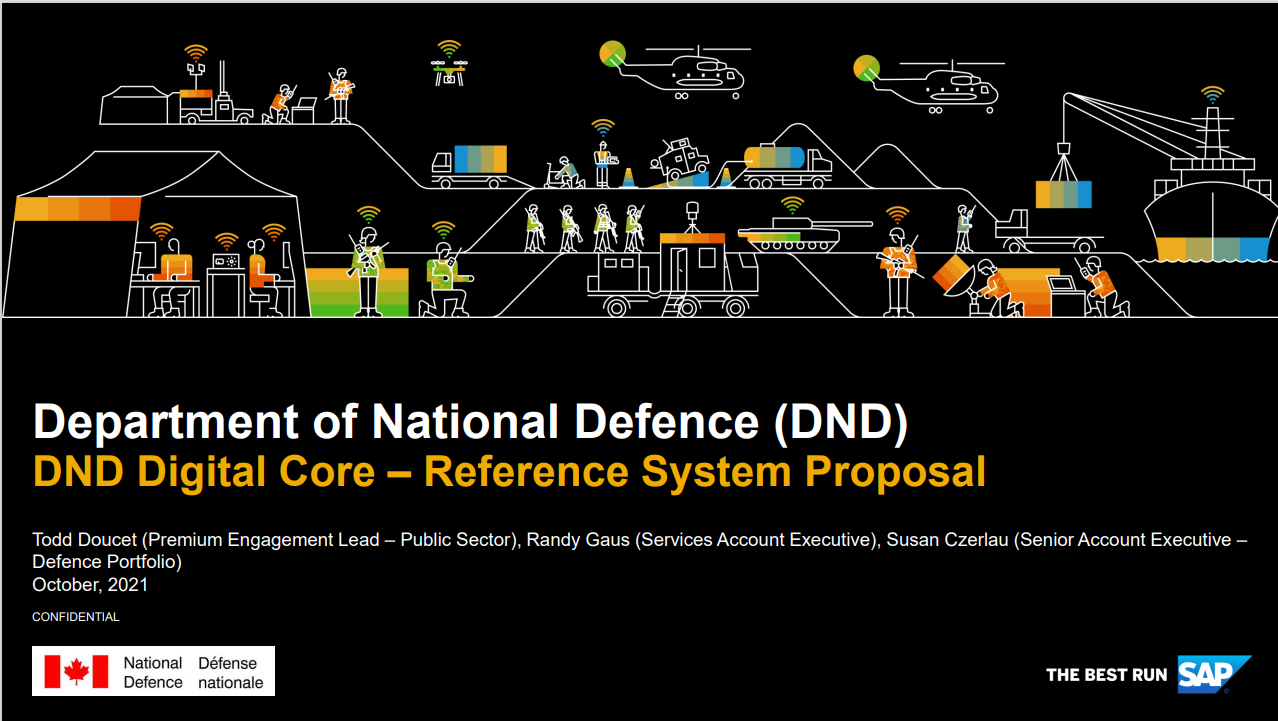 Department of National Defence (DND)
DND Digital Core – Reference System Proposal
Todd Doucet (Premium Engagement Lead – Public Sector), Randy Gaus (Services Account Executive), Susan Czerlau (Senior Account Executive –
Defence Portfolio)
October, 2021
CONFIDENTIAL
National Défense
Defence nationale
THE BEST RUN SAP